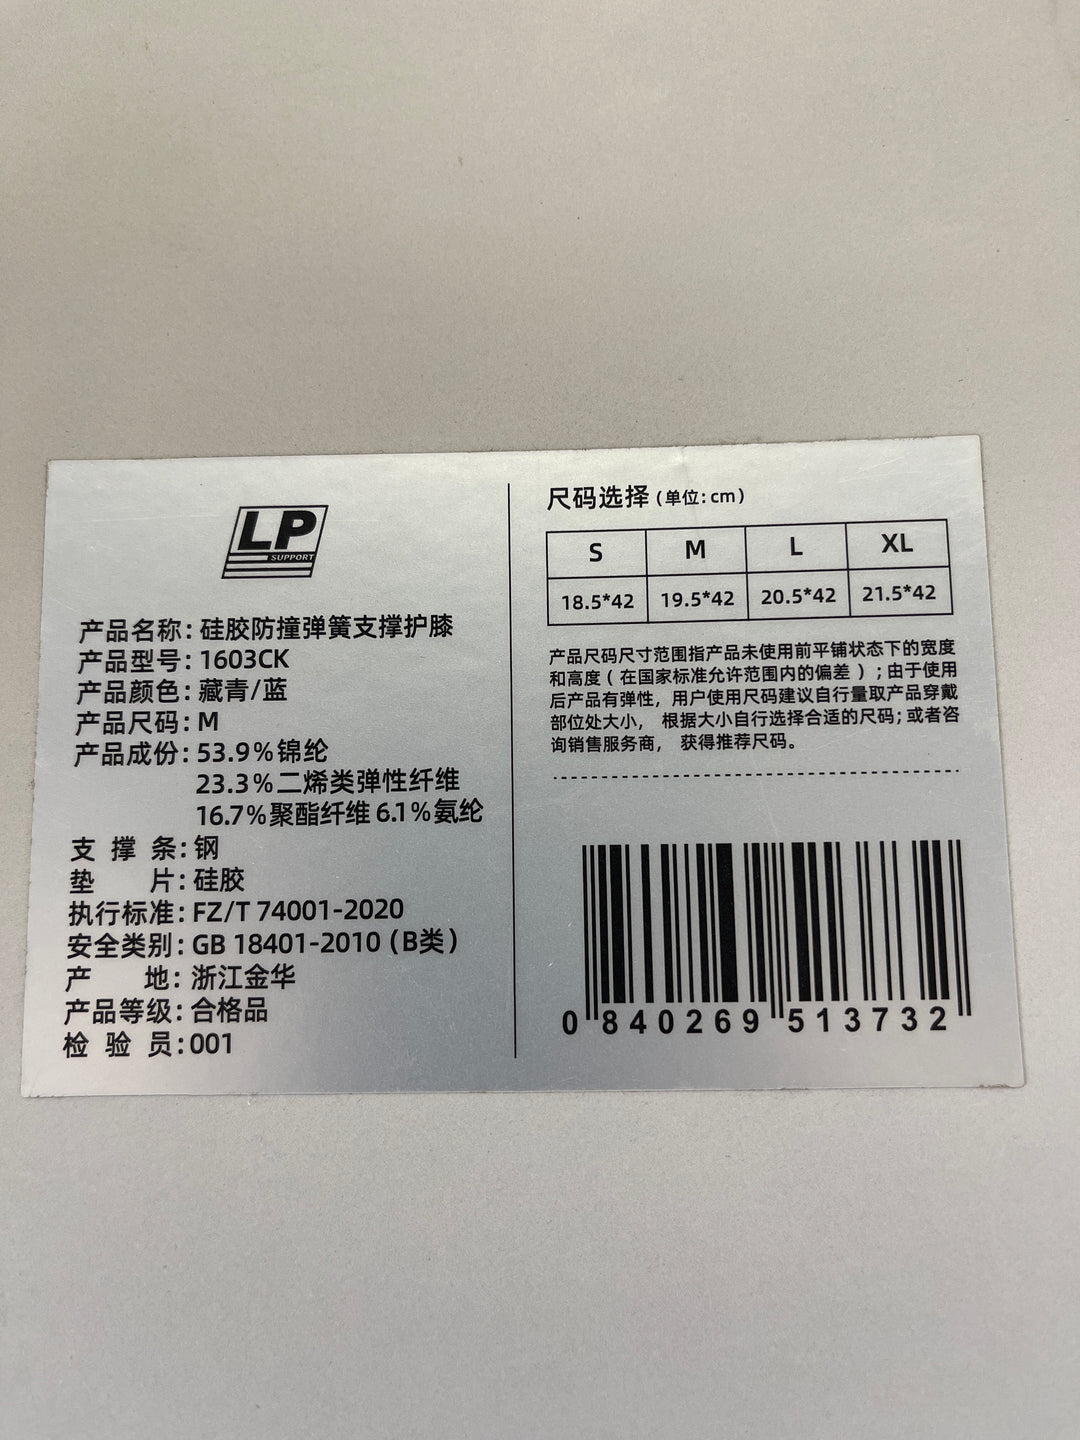 LP
SUPPORT
产品名称：硅胶防撞弹簧支撑护膝
产品型号：1603CK
产品颜色：藏青/蓝
产品尺码：M
产品成份：53.9%锦纶
23.3%二烯类弹性纤维
16.7%聚酯纤维 6.1%氨纶
支 撑 条：钢
垫 片：硅胶
执行标准：FZ/T 74001-2020
安全类别：GB 18401-2010（B类）
产 地：浙江金华
产品等级：合格品
检 验 员：001
尺码选择（单位：cm）
S M L XL
18.5*42 19.5*42 20.5*42 21.5*42
产品尺码尺寸范围指产品未使用前平铺状态下的宽度
和高度（在国家标准允许范围内的偏差）；由于使用
后产品有弹性，用户使用尺码建议自行量取产品穿戴
部位处大小， 根据大小自行选择合适的尺码；或者咨
询销售服务商， 获得推荐尺码。
0 840269 513732